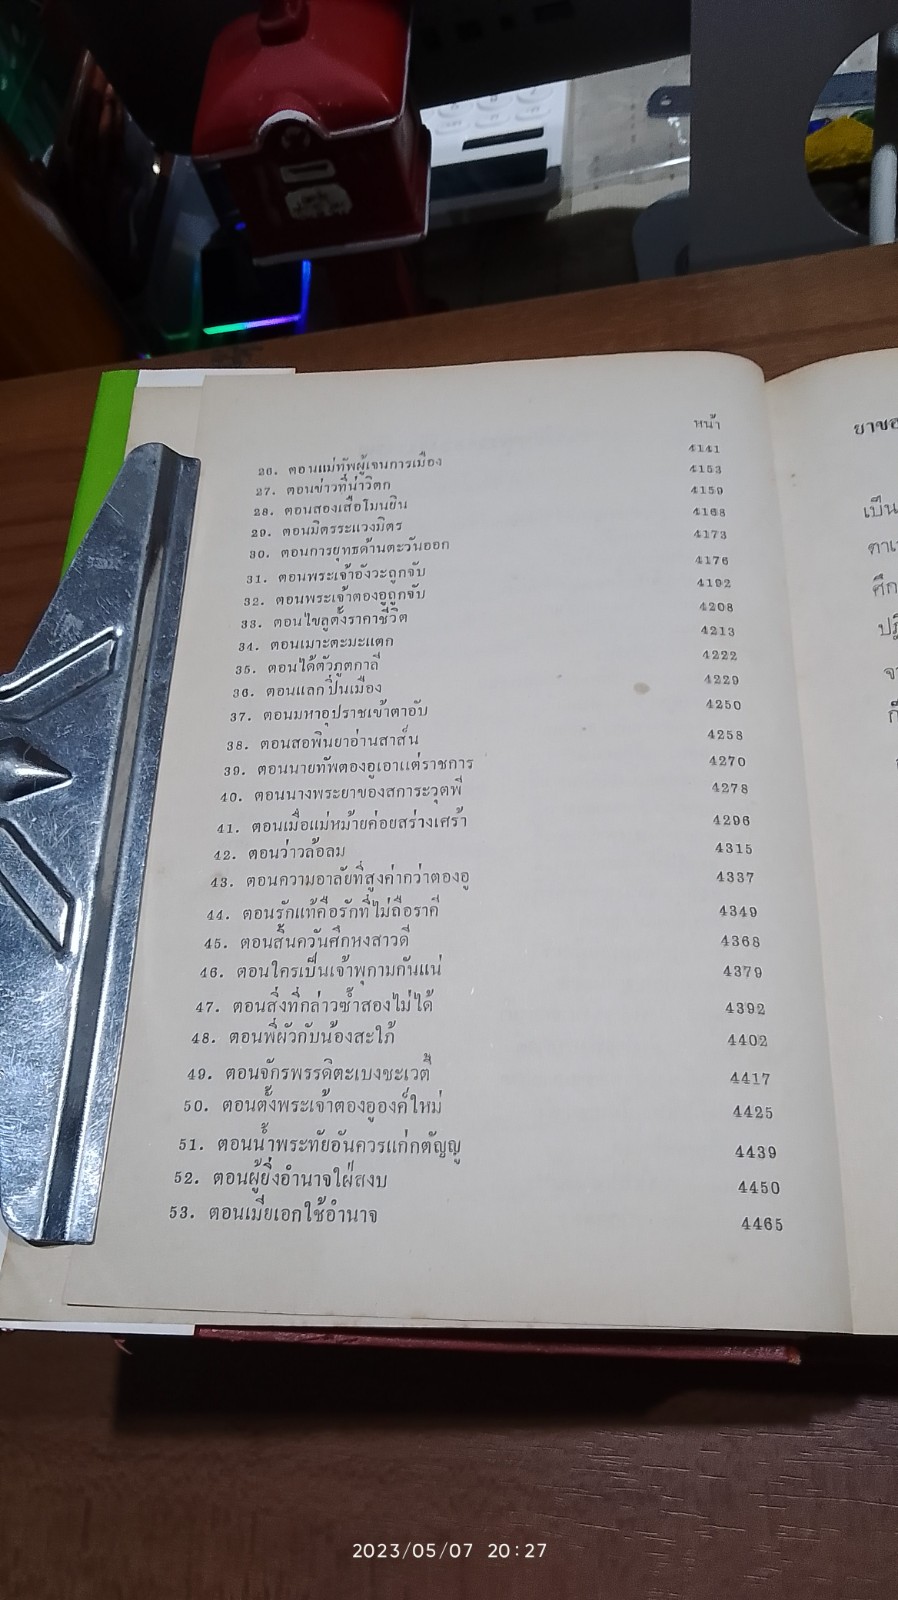 หน้า
26. ตอนแม่ทัพผู้เจนการเมือง 4141
27. ตอนข่าวที่น่าวิตก 4153
28. ตอนสองเสือโมนยิน 4159
29. ตอนมิตรระแวงมิตร 4168
30. ตอนการยุทธด้านตะวันออก 4173
31. ตอนพระเจ้าอังวะถูกจับ 4176
32. ตอนพระเจ้าตองอูถูกจับ 4192
33. ตอนไขลูตั้งราคาชีวิต 4208
34. ตอนเมาะตะมะแตก 4213
35. ตอนได้ตัวภูตกาลี 4222
36. ตอนแลกปิ่นเมือง 4229
37. ตอนมหาอุปราชเข้าตาอับ 4250
38. ตอนสอพินยาอ่านสาส์น 4258
39. ตอนนายทัพตองอูเอาแต่ราชการ 4270
40. ตอนนางพระยาของสการะวุตพี 4278
41. ตอนเมื่อแม่หม้ายค่อยสร่างเศร้า 4296
42. ตอนว่าวล้อลม 4315
43. ตอนความอาลัยที่สูงค่ากว่าตองอู 4337
44. ตอนรักแท้คือรักที่ไม่ถือราคี 4349
45. ตอนสิ้นควันศึกหงสาวดี 4368
46. ตอนใครเป็นเจ้าพุกามกันแน่ 4379
47. ตอนสิ่งที่กล่าวซ้ำสองไม่ได้ 4392
48. ตอนพี่ผัวกับน้องสะใภ้ 4402
49. ตอนจักรพรรดิตะเบงชะเวตี้ 4417
50. ตอนตั้งพระเจ้าตองอูองค์ใหม่ 4425
51. ตอนน้ำพระทัยอันควรแก่กตัญญู 4439
52. ตอนผู้ยิ่งอำนาจใฝ่สงบ 4450
53. ตอนเมียเอกใช้อำนาจ 4465
เป็น
2023/05/07 20:27